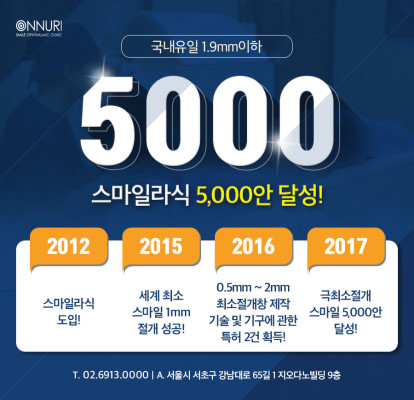 ONNURI
SMILE OPHTHALMIC CLINIC
국내유일 1.9mm이하
5000
스마일라식 5,000안 달성!
2012
스마일라식
도입!
2015
세계 최소
스마일 1mm
절개 성공!
2016
0.5mm ~ 2mm
최소절개창 제작
기술 및 기구에 관한
특허 2건 획득!
2017
극최소절개
스마일 5,000안
달성!
T. 02.6913.0000 | A. 서울시 서초구 강남대로 65길 1 지오다노빌딩 9층